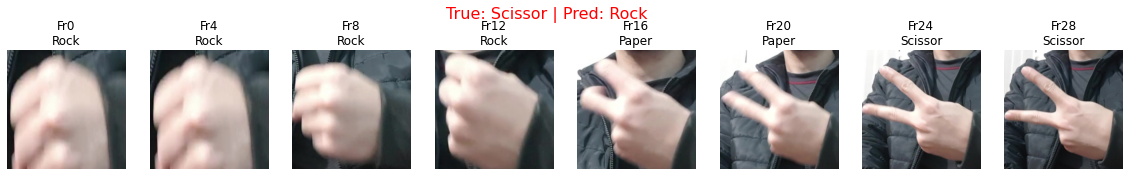 True: Scissor | Pred: Rock
Fr0 Fr4 Fr8 Fr12 Fr16 Fr20 Fr24 Fr28
Rock Rock Rock Rock Paper Paper Scissor Scissor